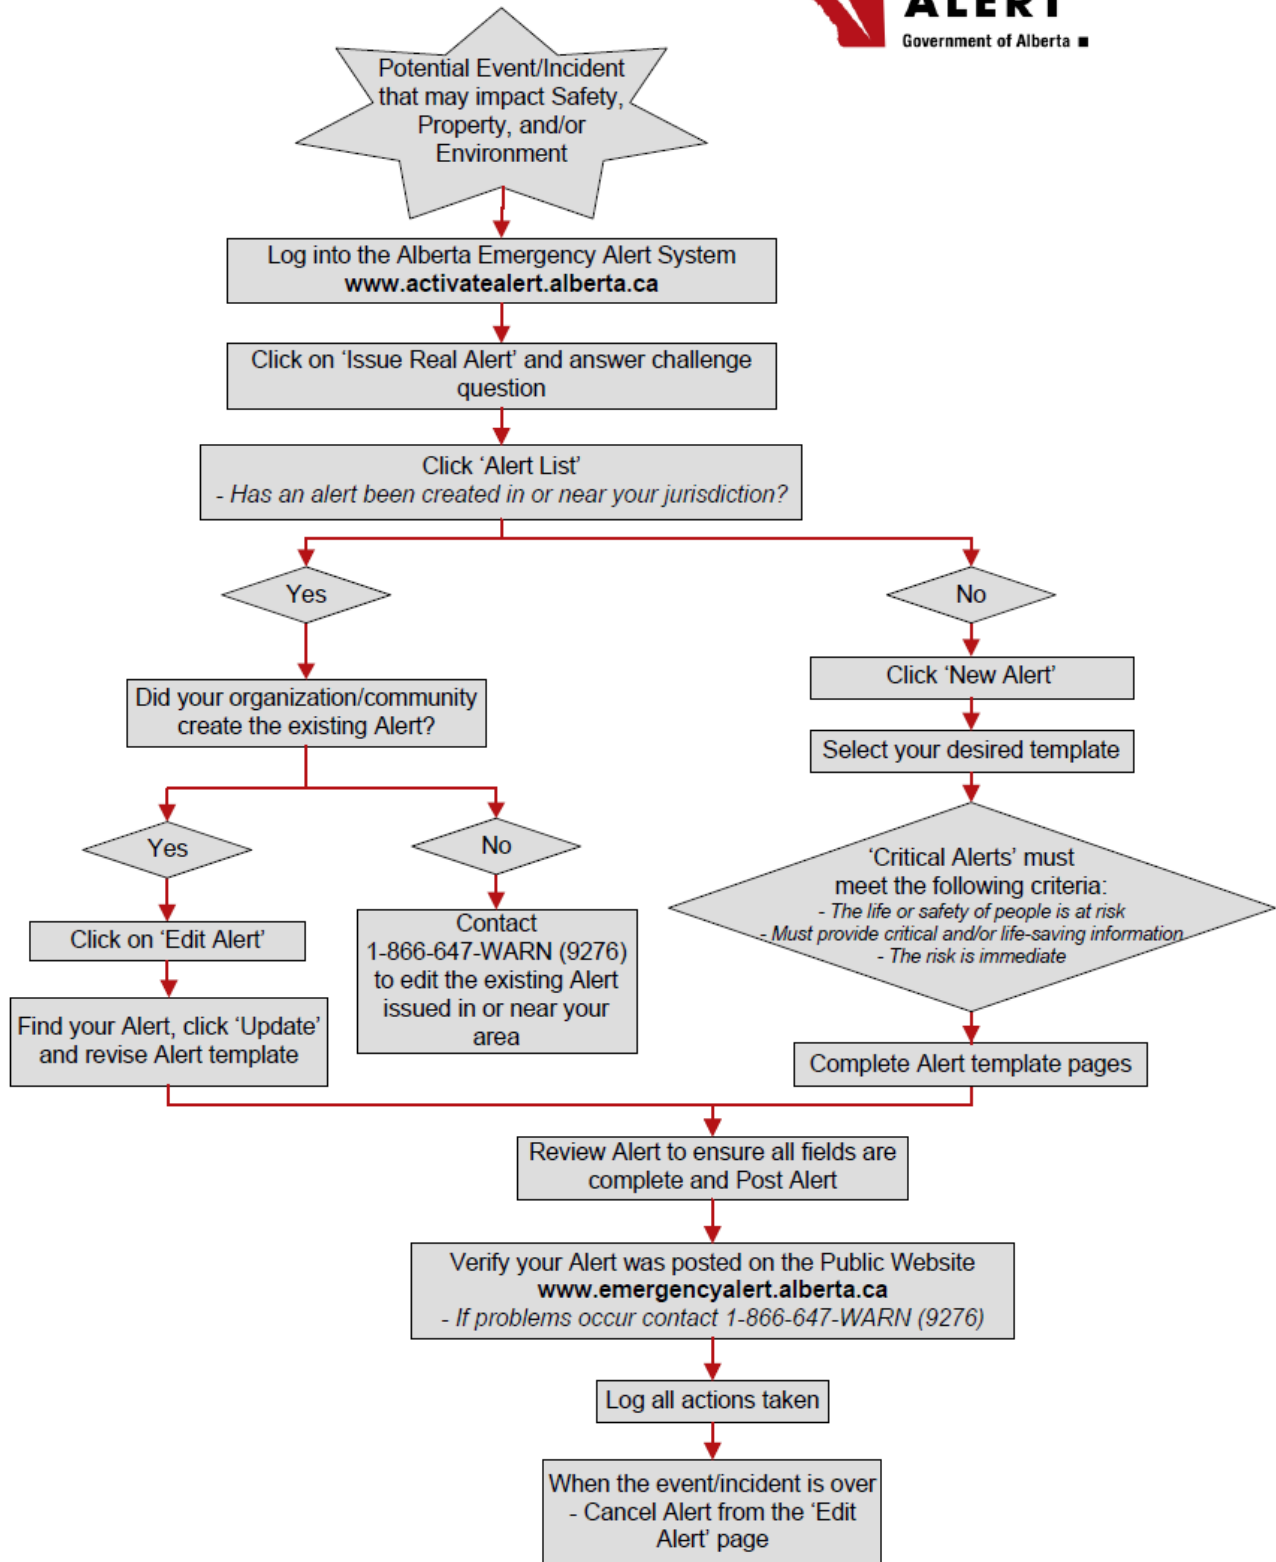 ALERT
Government of Alberta
Potential Event/Incident
that may impact Safety,
Property, and/or
Environment
Log into the Alberta Emergency Alert System
www.activatealert.alberta.ca
Click on ‘Issue Real Alert’ and answer challenge
question
Click ‘Alert List’
- Has an alert been created in or near your jurisdiction?
Yes
No
Did your organization/community
create the existing Alert?
Click ‘New Alert’
Select your desired template
Yes
No
‘Critical Alerts’ must
meet the following criteria:
- The life or safety of people is at risk
- Must provide critical and/or life-saving information
- The risk is immediate
Click on ‘Edit Alert’
Contact
1-866-647-WARN (9276)
to edit the existing Alert
issued in or near your
area
Find your Alert, click ‘Update’
and revise Alert template
Complete Alert template pages
Review Alert to ensure all fields are
complete and Post Alert
Verify your Alert was posted on the Public Website
www.emergencyalert.alberta.ca
- If problems occur contact 1-866-647-WARN (9276)
Log all actions taken
When the event/incident is over
- Cancel Alert from the ‘Edit
Alert’ page